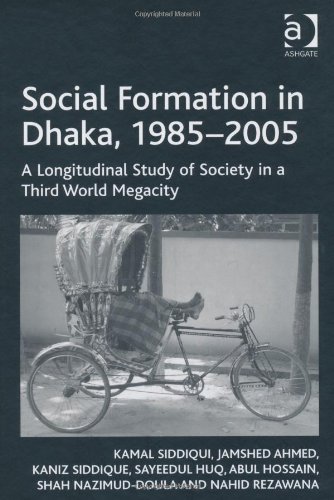 a
ASHGATE
Social Formation in
Dhaka, 1985–2005
A Longitudinal Study of Society in a
Third World Megacity
KAMAL SIDDIQUI, JAMSHED AHMED,
KANIZ SIDDIQUE, SAYEEDUL HUQ, ABUL HOSSAIN,
SHAH NAZIMUD-DOULA AND NAHID REZAWANA